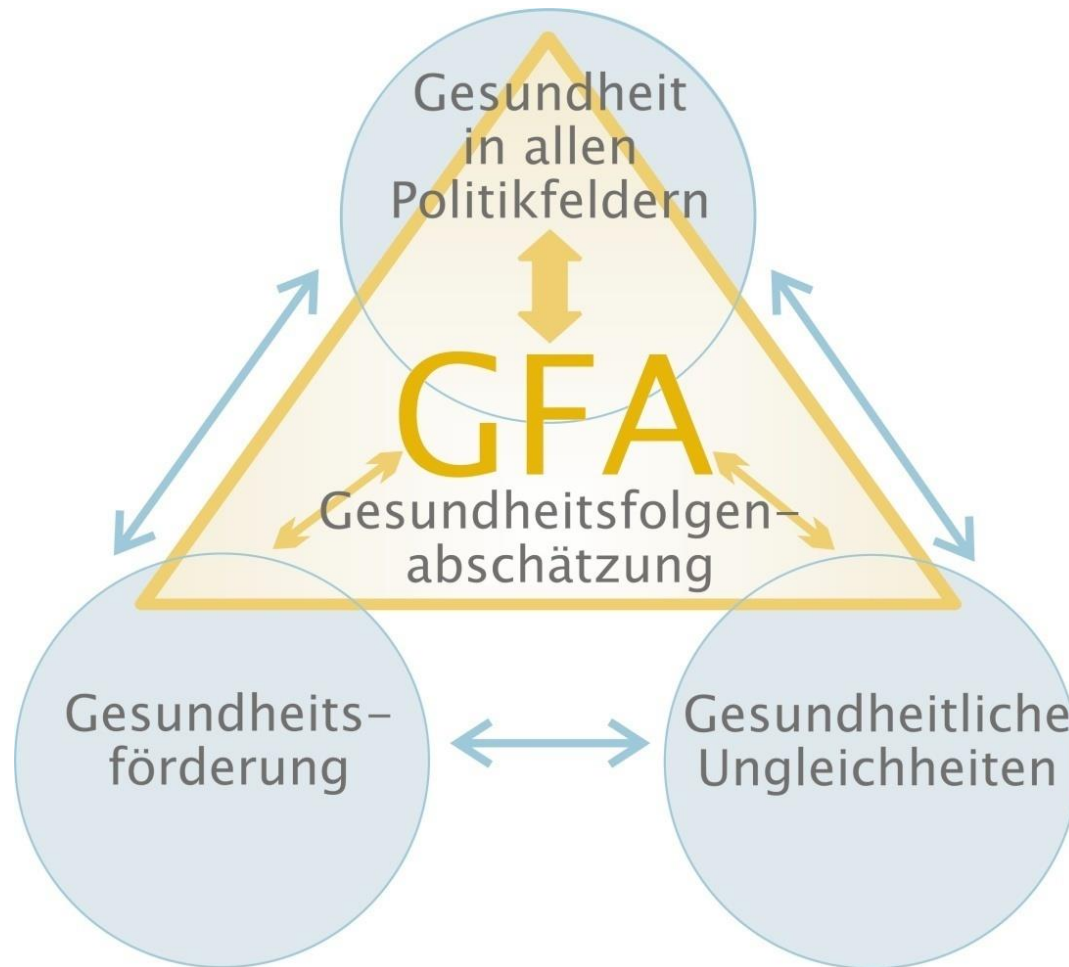 Gesundheit
in allen
Politikfeldern
GFA
Gesundheitsfolgen-
abschätzung
Gesundheits-
förderung
Gesundheitliche
Ungleichheiten